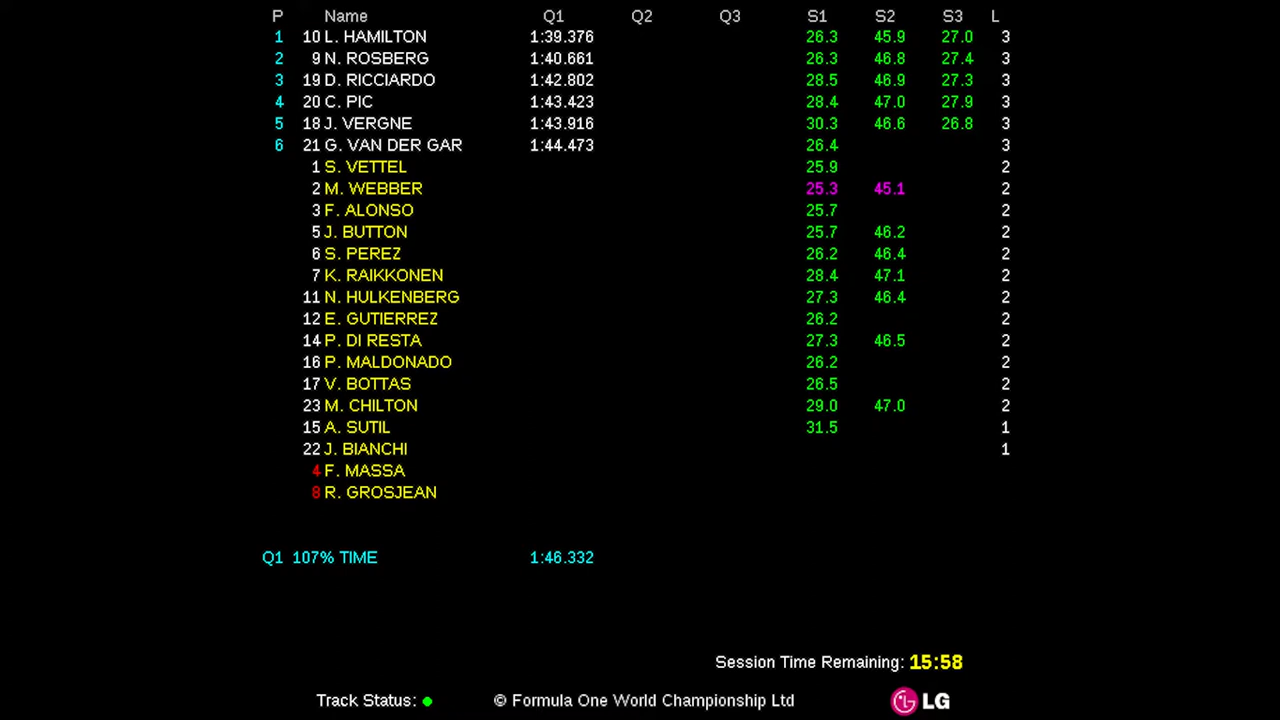 P Name Q1 Q2 Q3 S1 S2 S3 L
1 10 L. HAMILTON 1:39.376 26.3 45.9 27.0 3
2 9 N. ROSBERG 1:40.661 26.3 46.8 27.4 3
3 19 D. RICCIARDO 1:42.802 28.5 46.9 27.3 3
4 20 C. PIC 1:43.423 28.4 47.0 27.9 3
5 18 J. VERGNE 1:43.916 30.3 46.6 26.8 3
6 21 G. VAN DER GAR 1:44.473 26.4 3
1 S. VETTEL 25.9 2
2 M. WEBBER 25.3 45.1 2
3 F. ALONSO 25.7 2
5 J. BUTTON 25.7 46.2 2
6 S. PEREZ 26.2 46.4 2
7 K. RAIKKONEN 28.4 47.1 2
11 N. HULKENBERG 27.3 46.4 2
12 E. GUTIERREZ 26.2 2
14 P. DI RESTA 27.3 46.5 2
16 P. MALDONADO 26.2 2
17 V. BOTTAS 26.5 2
23 M. CHILTON 29.0 47.0 2
15 A. SUTIL 31.5 1
22 J. BIANCHI 1
4 F. MASSA
8 R. GROSJEAN
Q1 107% TIME 1:46.332
Session Time Remaining: 15:58
Track Status: © Formula One World Championship Ltd LG